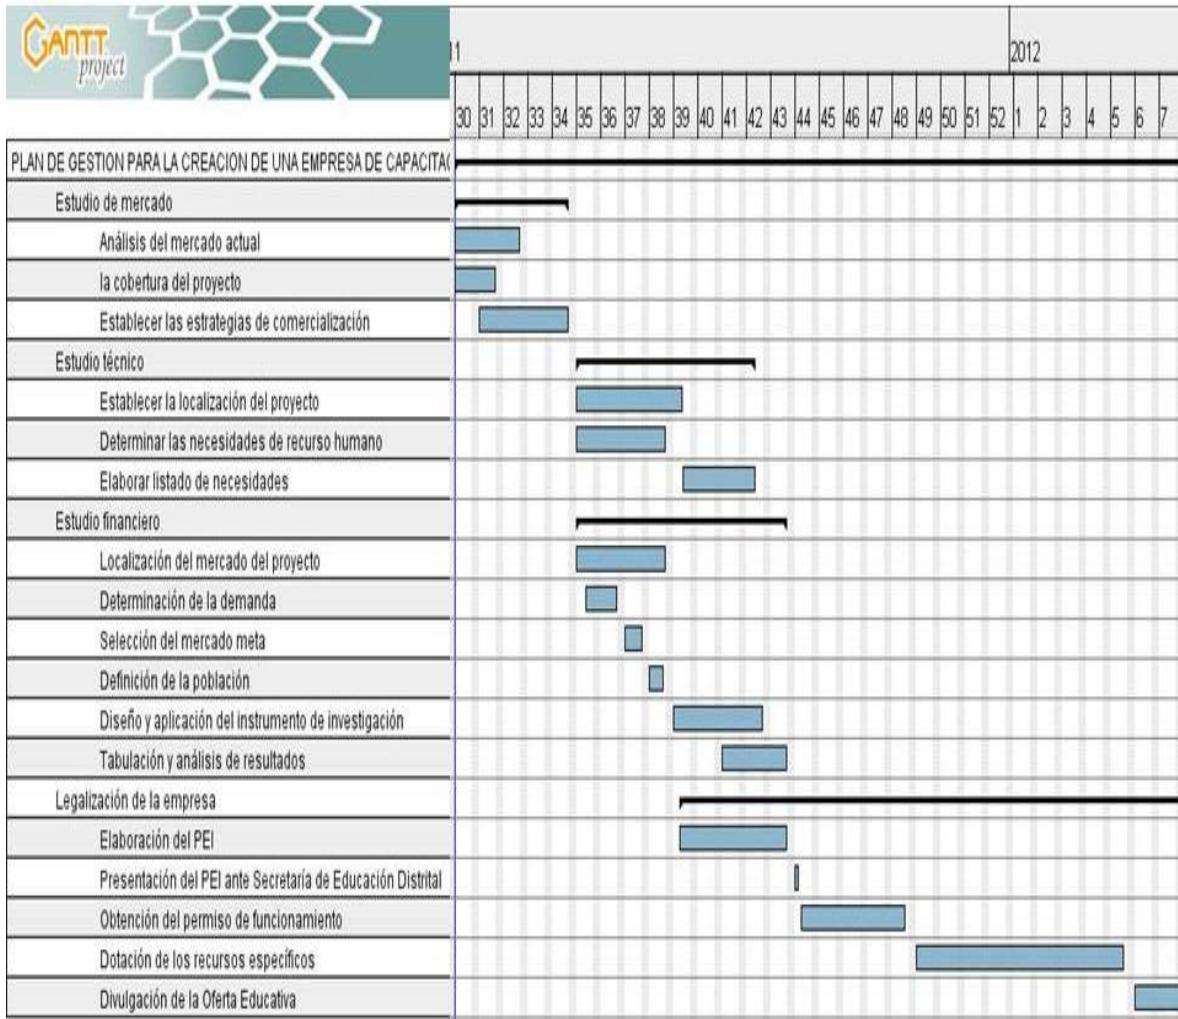 GANTT
project
11
2012
30 31 32 33 34 35 36 37 38 39 40 41 42 43 44 45 46 47 48 49 50 51 52 1 2 3 4 5 6 7
PLAN DE GESTION PARA LA CREACION DE UNA EMPRESA DE CAPACITAC
Estudio de mercado
Análisis del mercado actual
la cobertura del proyecto
Establecer las estrategias de comercialización
Estudio técnico
Establecer la localización del proyecto
Determinar las necesidades de recurso humano
Elaborar listado de necesidades
Estudio financiero
Localización del mercado del proyecto
Determinación de la demanda
Selección del mercado meta
Definición de la población
Diseño y aplicación del instrumento de investigación
Tabulación y análisis de resultados
Legalización de la empresa
Elaboración del PEI
Presentación del PEI ante Secretaría de Educación Distrital
Obtención del permiso de funcionamiento
Dotación de los recursos específicos
Divulgación de la Oferta Educativa